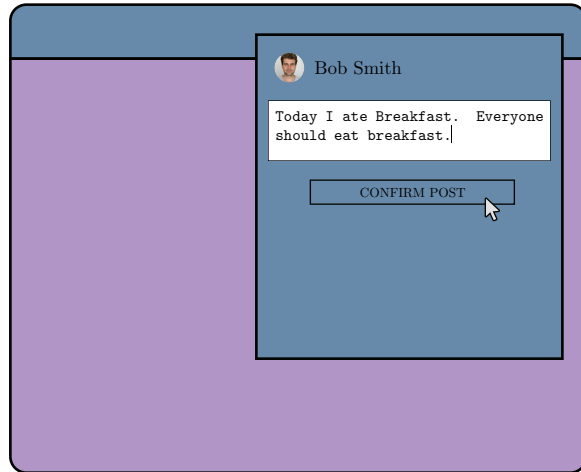 Bob Smith
Today I ate Breakfast.  Everyone
should eat breakfast.
CONFIRM POST